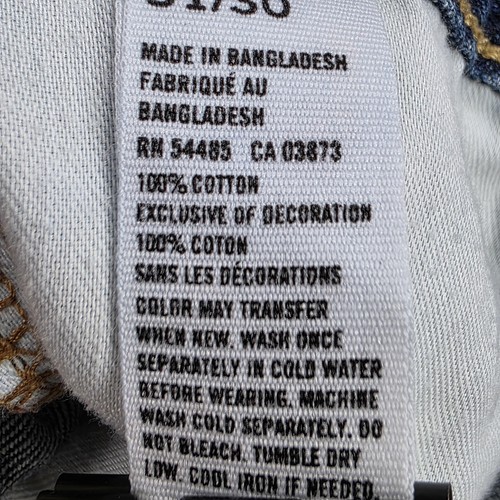 31/30
MADE IN BANGLADESH
FABRIQUÉ AU
BANGLADESH
RN 54485 CA 03873
100% COTTON
EXCLUSIVE OF DECORATION
100% COTON
SANS LES DÉCORATIONS
COLOR MAY TRANSFER
WHEN NEW. WASH ONCE
SEPARATELY IN COLD WATER
BEFORE WEARING. MACHINE
WASH COLD SEPARATELY. DO
NOT BLEACH. TUMBLE DRY
LOW. COOL IRON IF NEEDED